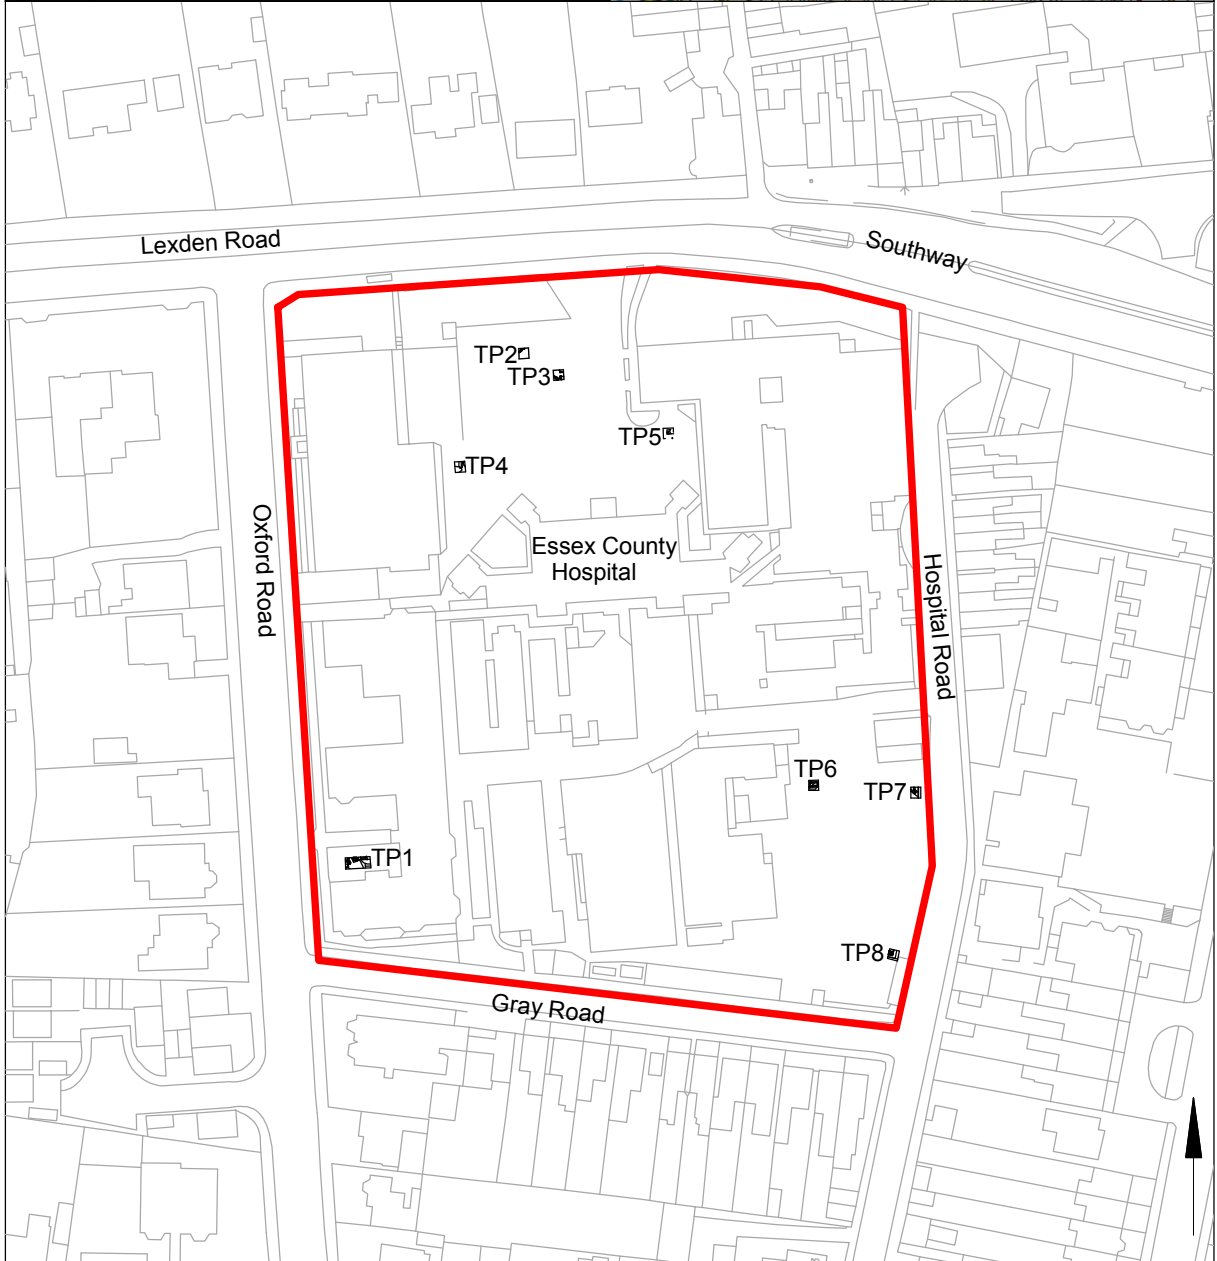 Lexden Road
Southway
TP2
TP3
TP5
TP4
Oxford Road
Essex County
Hospital
Hospital Road
TP6
TP7
TP1
TP8
Gray Road